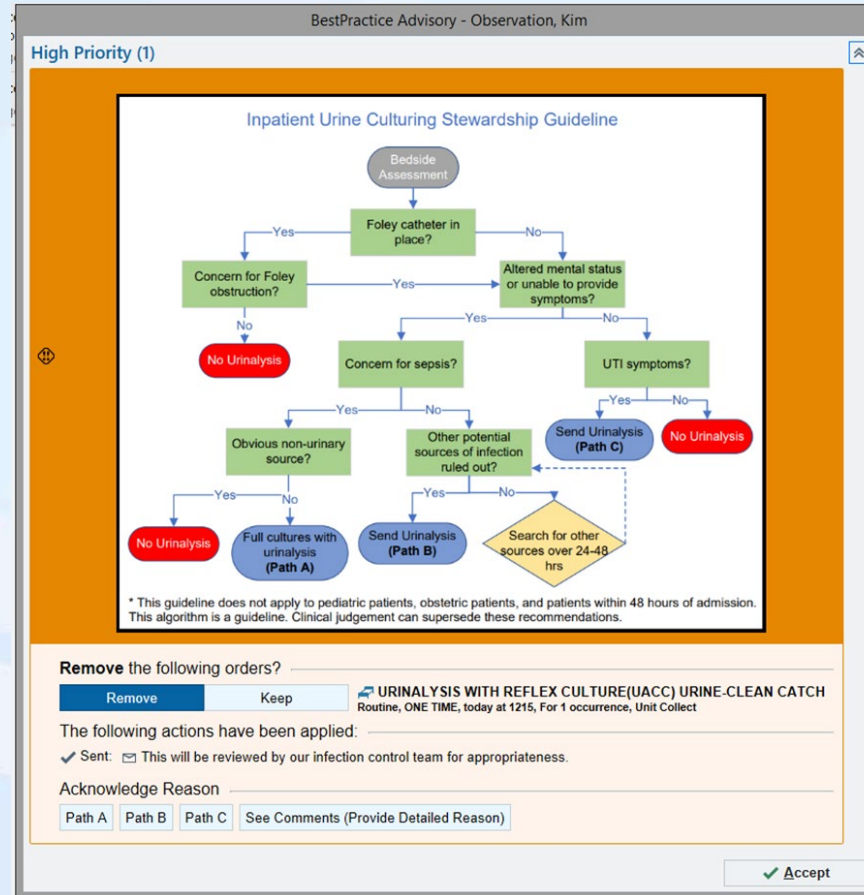 BestPractice Advisory - Observation, Kim
High Priority (1)
Inpatient Urine Culturing Stewardship Guideline
Bedside
Assessment
Foley catheter in
place?
Yes
No
Concern for Foley
obstruction?
Yes
Altered mental status
or unable to provide
symptoms?
No
Yes
No
No Urinalysis
Concern for sepsis?
UTI symptoms?
Yes
No
Yes
No
Obvious non-urinary
source?
Other potential
sources of infection
ruled out?
Send Urinalysis
(Path C)
No Urinalysis
Yes
No
Yes
No
No Urinalysis
Full cultures with
urinalysis
(Path A)
Send Urinalysis
(Path B)
Search for other
sources over 24-48
hrs
* This guideline does not apply to pediatric patients, obstetric patients, and patients within 48 hours of admission.
This algorithm is a guideline. Clinical judgement can supersede these recommendations.
Remove the following orders?
Remove
Keep
URINALYSIS WITH REFLEX CULTURE(UACC) URINE-CLEAN CATCH
Routine, ONE TIME, today at 1215, For 1 occurrence, Unit Collect
The following actions have been applied:
Sent: This will be reviewed by our infection control team for appropriateness.
Acknowledge Reason
Path A
Path B
Path C
See Comments (Provide Detailed Reason)
Accept